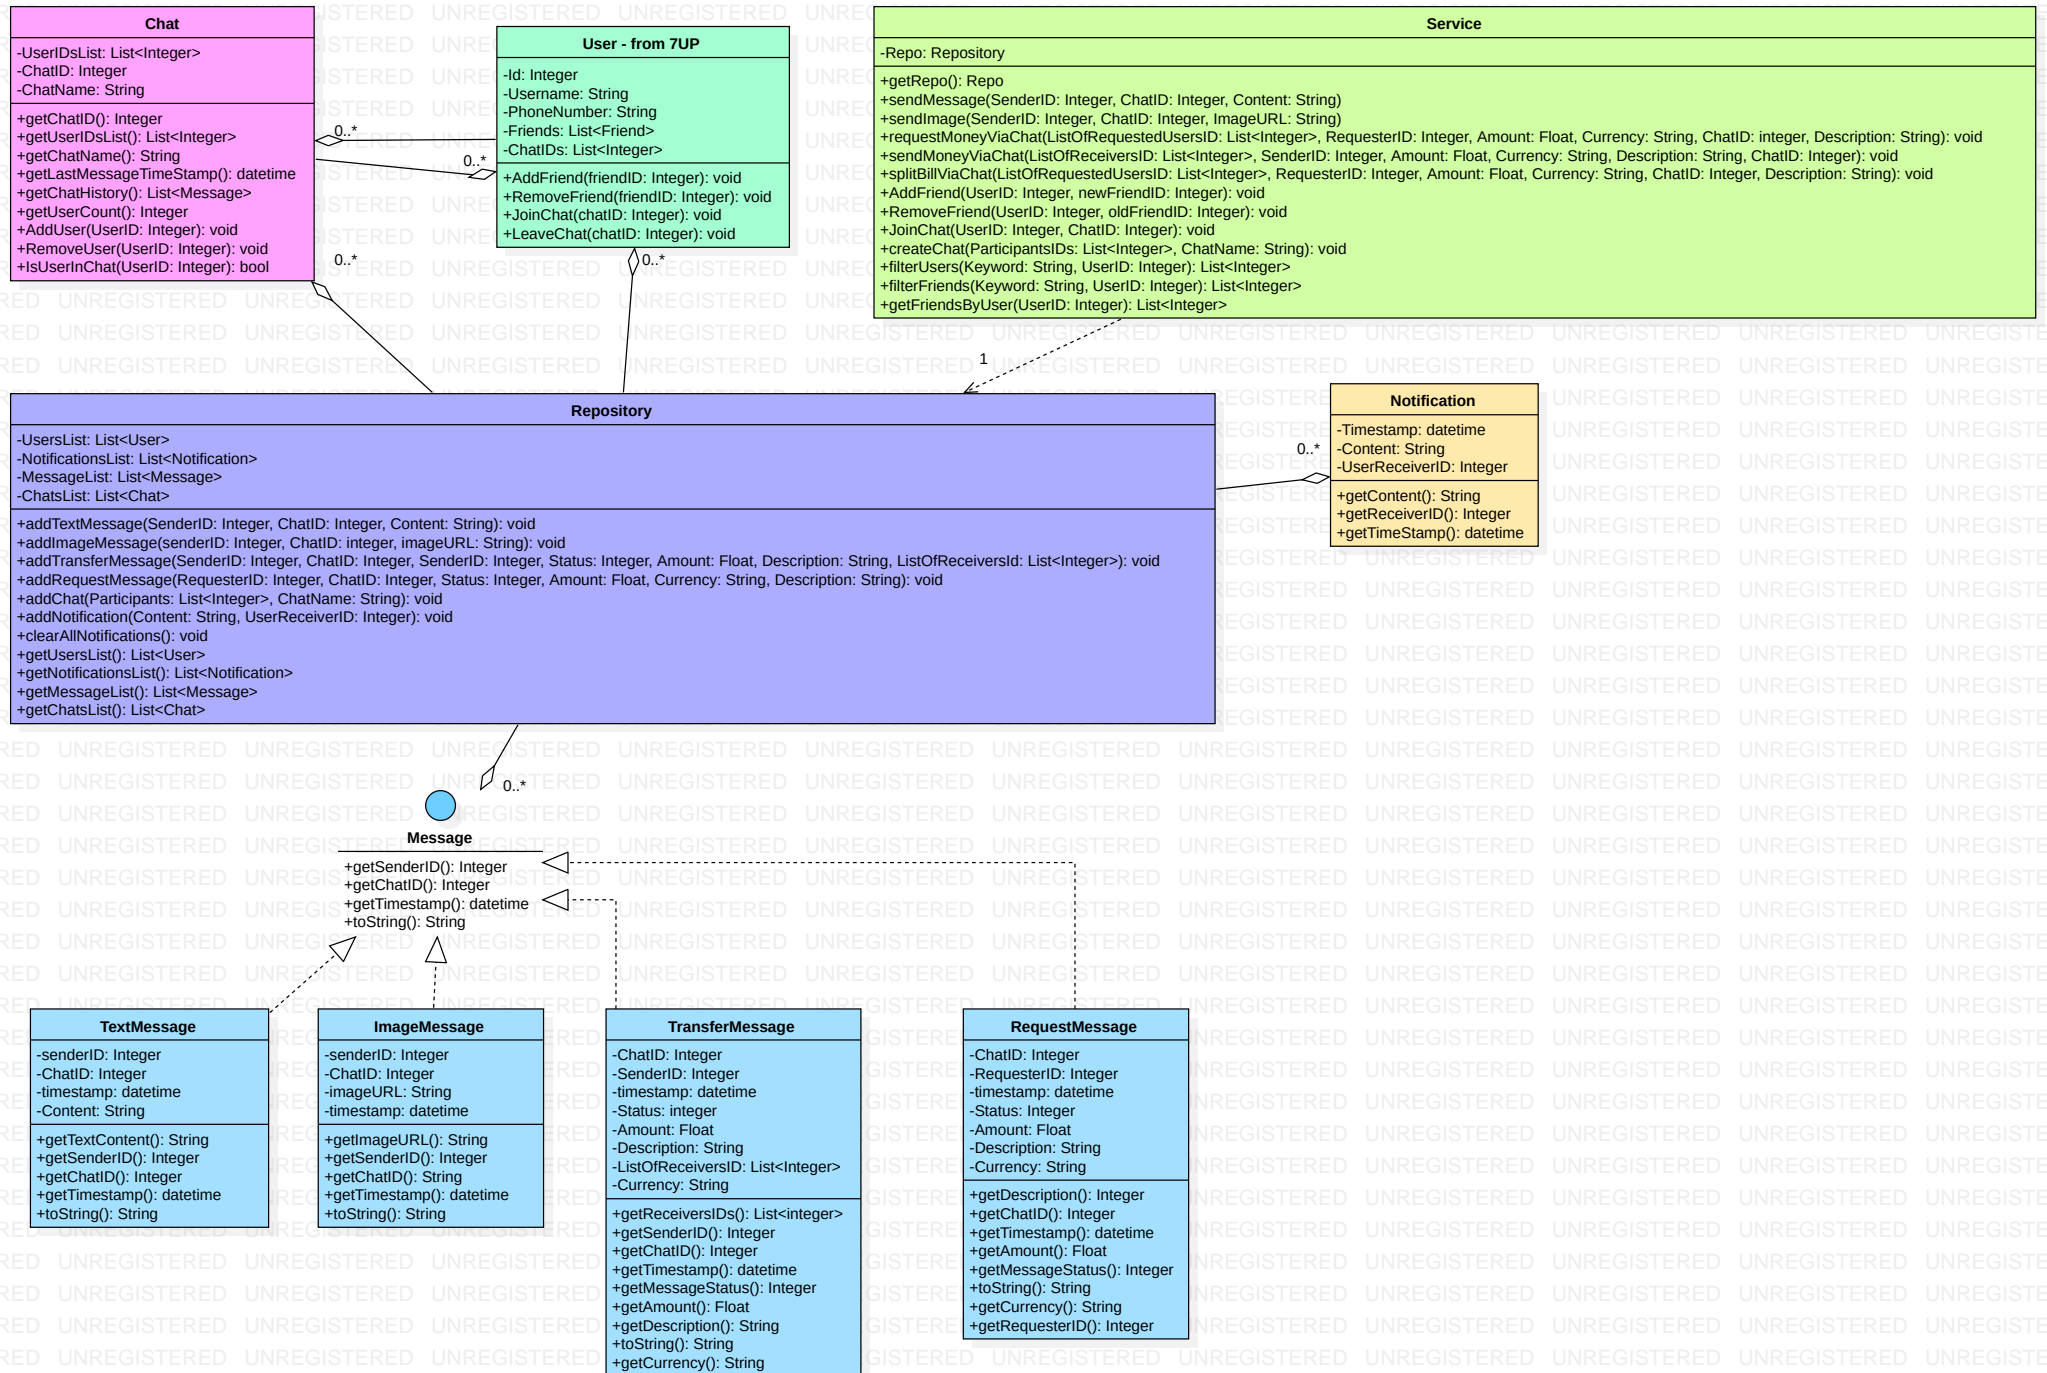 Chat
-UserIDsList: List<Integer>
-ChatID: Integer
-ChatName: String
+getChatID(): Integer
+getUserIDsList(): List<Integer>
+getChatName(): String
+getLastMessageTimeStamp(): datetime
+getChatHistory(): List<Message>
+getUserCount(): Integer
+AddUser(UserID: Integer): void
+RemoveUser(UserID: Integer): void
+IsUserInChat(UserID: Integer): bool
0..*
0..*
0..*
User - from 7UP
-Id: Integer
-Username: String
-PhoneNumber: String
-Friends: List<Friend>
-ChatIDs: List<Integer>
+AddFriend(friendID: Integer): void
+RemoveFriend(friendID: Integer): void
+JoinChat(chatID: Integer): void
+LeaveChat(chatID: Integer): void
0..*
Service
-Repo: Repository
+getRepo(): Repo
+sendMessage(SenderID: Integer, ChatID: Integer, Content: String)
+sendImage(SenderID: Integer, ChatID: Integer, ImageURL: String)
+requestMoneyViaChat(ListOfRequestedUsersID: List<Integer>, RequesterID: Integer, Amount: Float, Currency: String, ChatID: integer, Description: String): void
+sendMoneyViaChat(ListOfReceiversID: List<Integer>, SenderID: Integer, Amount: Float, Currency: String, Description: String, ChatID: Integer): void
+splitBillViaChat(ListOfRequestedUsersID: List<Integer>, RequesterID: Integer, Amount: Float, Currency: String, ChatID: Integer, Description: String): void
+AddFriend(UserID: Integer, newFriendID: Integer): void
+RemoveFriend(UserID: Integer, oldFriendID: Integer): void
+JoinChat(UserID: Integer, ChatID: Integer): void
+createChat(ParticipantsIDs: List<Integer>, ChatName: String): void
+filterUsers(Keyword: String, UserID: Integer): List<Integer>
+filterFriends(Keyword: String, UserID: Integer): List<Integer>
+getFriendsByUser(UserID: Integer): List<Integer>
1
Repository
-UsersList: List<User>
-NotificationsList: List<Notification>
-MessageList: List<Message>
-ChatsList: List<Chat>
+addTextMessage(SenderID: Integer, ChatID: Integer, Content: String): void
+addImageMessage(senderID: Integer, ChatID: integer, imageURL: String): void
+addTransferMessage(SenderID: Integer, ChatID: Integer, SenderID: Integer, Status: Integer, Amount: Float, Description: String, ListOfReceiversId: List<Integer>): void
+addRequestMessage(RequesterID: Integer, ChatID: Integer, Status: Integer, Amount: Float, Currency: String, Description: String): void
+addChat(Participants: List<Integer>, ChatName: String): void
+addNotification(Content: String, UserReceiverID: Integer): void
+clearAllNotifications(): void
+getUsersList(): List<User>
+getNotificationsList(): List<Notification>
+getMessageList(): List<Message>
+getChatsList(): List<Chat>
0..*
Notification
-Timestamp: datetime
-Content: String
-UserReceiverID: Integer
+getContent(): String
+getReceiverID(): Integer
+getTimeStamp(): datetime
0..*
Message
+getSenderID(): Integer
+getChatID(): Integer
+getTimestamp(): datetime
+toString(): String
TextMessage
-senderID: Integer
-ChatID: Integer
-timestamp: datetime
-Content: String
+getTextContent(): String
+getSenderID(): Integer
+getChatID(): Integer
+getTimestamp(): datetime
+toString(): String
ImageMessage
-senderID: Integer
-ChatID: Integer
-imageURL: String
-timestamp: datetime
+getImageURL(): String
+getSenderID(): Integer
+getChatID(): String
+getTimestamp(): datetime
+toString(): String
TransferMessage
-ChatID: Integer
-SenderID: Integer
-timestamp: datetime
-Status: integer
-Amount: Float
-Description: String
-ListOfReceiversID: List<Integer>
-Currency: String
+getReceiversIDs(): List<integer>
+getSenderID(): Integer
+getChatID(): Integer
+getTimestamp(): datetime
+getMessageStatus(): Integer
+getAmount(): Float
+getDescription(): String
+toString(): String
+getCurrency(): String
RequestMessage
-ChatID: Integer
-RequesterID: Integer
-timestamp: datetime
-Status: Integer
-Amount: Float
-Description: String
-Currency: String
+getDescription(): Integer
+getChatID(): Integer
+getTimestamp(): datetime
+getAmount(): Float
+getMessageStatus(): Integer
+toString(): String
+getCurrency(): String
+getRequesterID(): Integer
UNREGISTERED